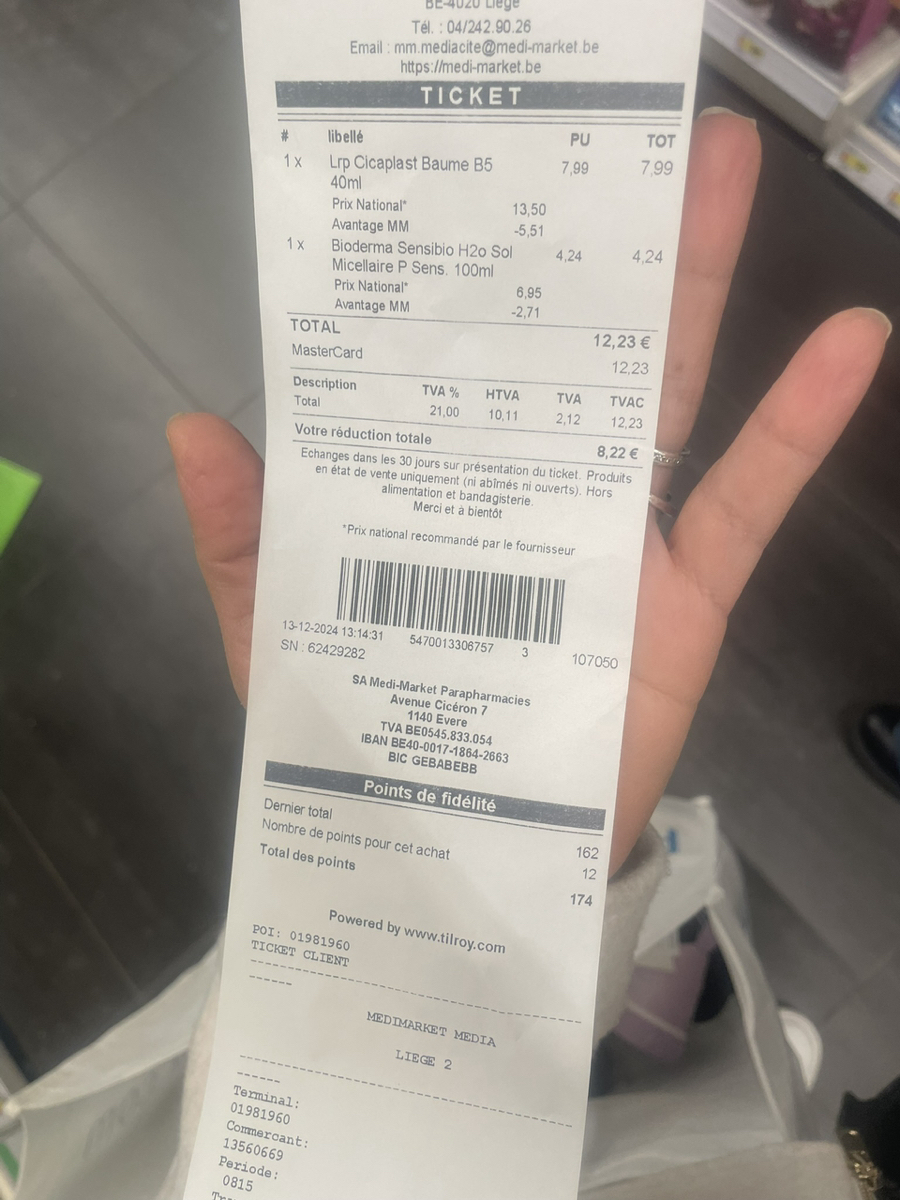 BE-4020 Liège
Tél. : 04/242.90.26
Email : mm.mediacite@medi-market.be
https://medi-market.be
TICKET
# libellé PU TOT
1 x Lrp Cicaplast Baume B5 7,99 7,99
40ml
Prix National* 13,50
Avantage MM -5,51
1 x Bioderma Sensibio H2o Sol 4,24 4,24
Micellaire P Sens. 100ml
Prix National* 6,95
Avantage MM -2,71
TOTAL 12,23 €
MasterCard 12,23
Description TVA % HTVA TVA TVAC
Total 21,00 10,11 2,12 12,23
Votre réduction totale 8,22 €
Echanges dans les 30 jours sur présentation du ticket. Produits
en état de vente uniquement (ni abîmés ni ouverts). Hors
alimentation et bandagisterie.
Merci et à bientôt
*Prix national recommandé par le fournisseur
13-12-2024 13:14:31 5470013306757 3 107050
SN : 62429282
SA Medi-Market Parapharmacies
Avenue Cicéron 7
1140 Evere
TVA BE0545.833.054
IBAN BE40-0017-1864-2663
BIC GEBABEBB
Points de fidélité
Dernier total 162
Nombre de points pour cet achat 12
Total des points 174
Powered by www.tilroy.com
POI: 01981960
TICKET CLIENT
--------------------------------
------
MEDIMARKET MEDIA
LIEGE 2
--------------------------------
------
Terminal:
01981960
Commercant:
13560669
Periode:
0815